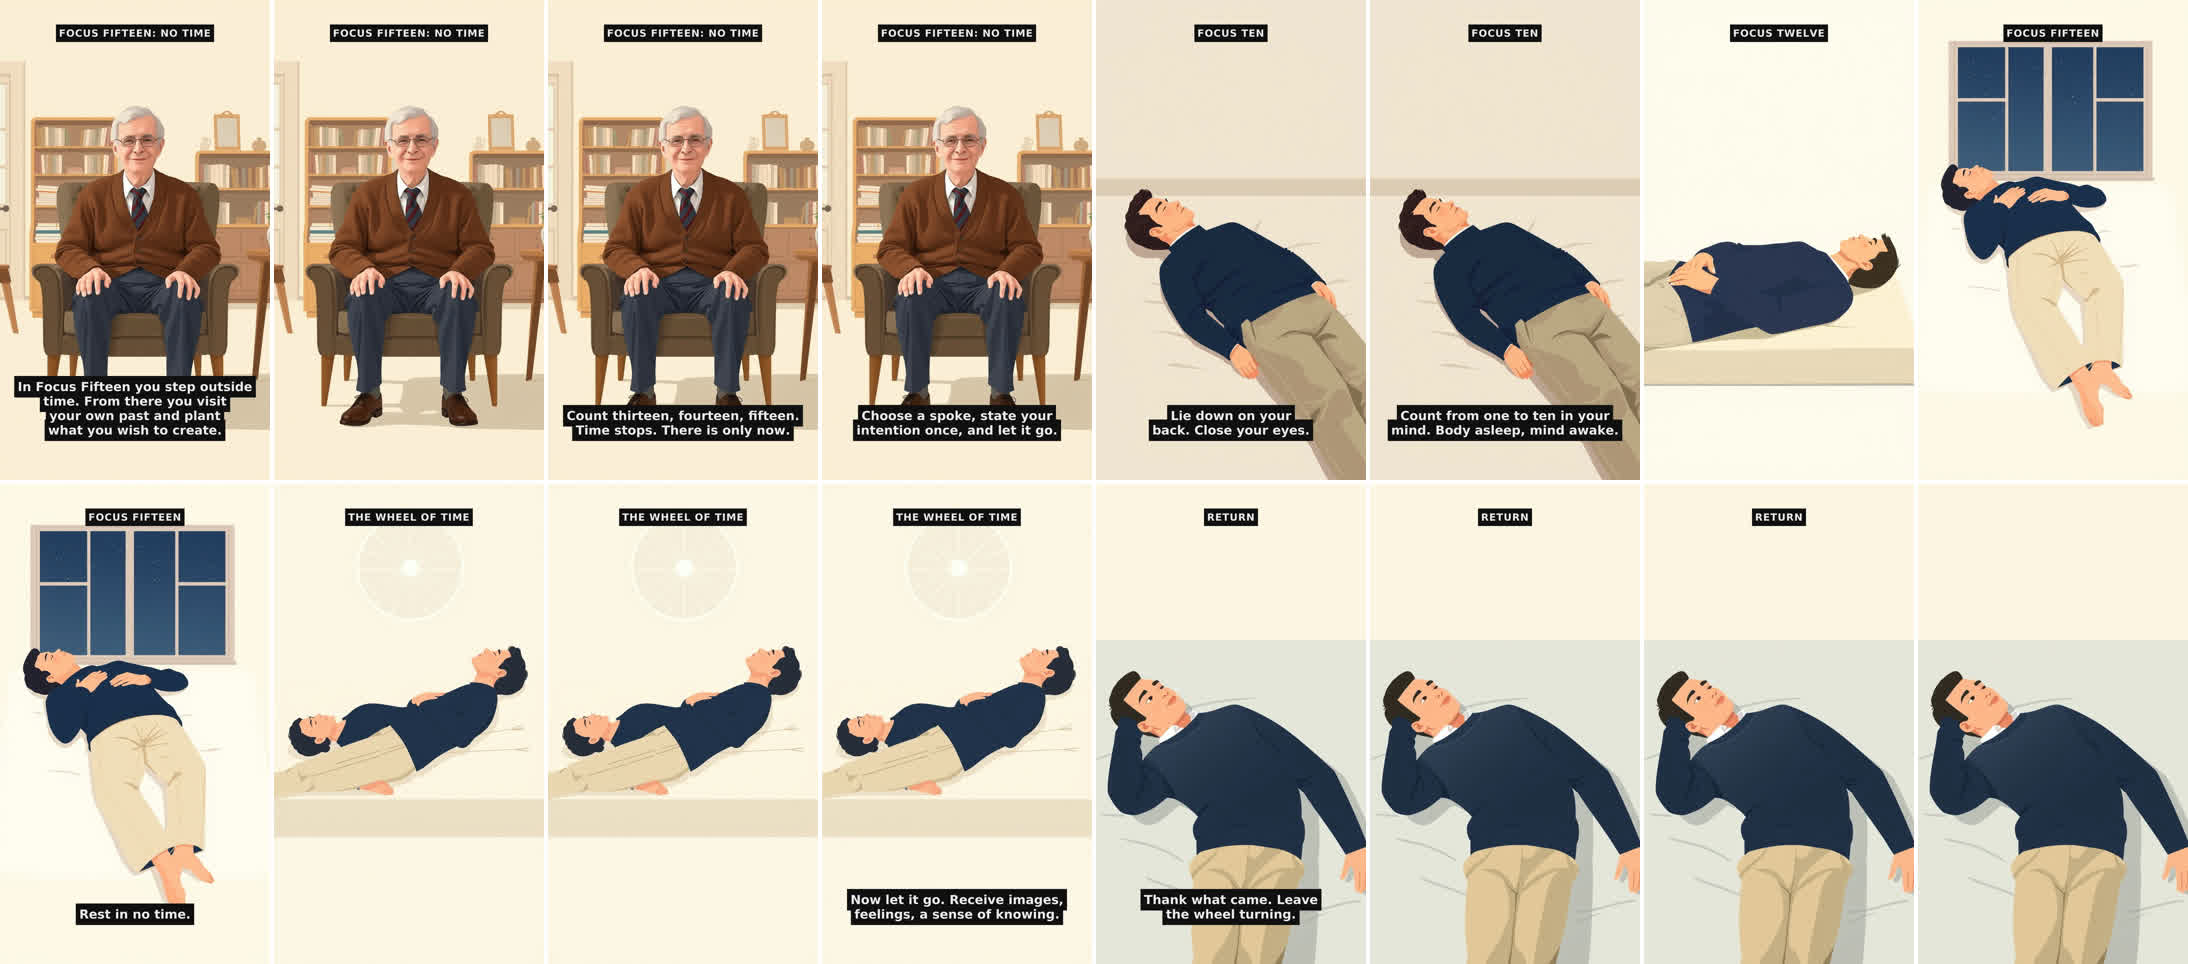 FOCUS FIFTEEN: NO TIME
In Focus Fifteen you step outside
time. From there you visit
your own past and plant
what you wish to create.
FOCUS FIFTEEN: NO TIME
FOCUS FIFTEEN: NO TIME
Count thirteen, fourteen, fifteen.
Time stops. There is only now.
FOCUS FIFTEEN: NO TIME
Choose a spoke, state your
intention once, and let it go.
FOCUS TEN
Lie down on your
back. Close your eyes.
FOCUS TEN
Count from one to ten in your
mind. Body asleep, mind awake.
FOCUS TWELVE
FOCUS FIFTEEN
FOCUS FIFTEEN
Rest in no time.
THE WHEEL OF TIME
THE WHEEL OF TIME
THE WHEEL OF TIME
Now let it go. Receive images,
feelings, a sense of knowing.
RETURN
Thank what came. Leave
the wheel turning.
RETURN
RETURN